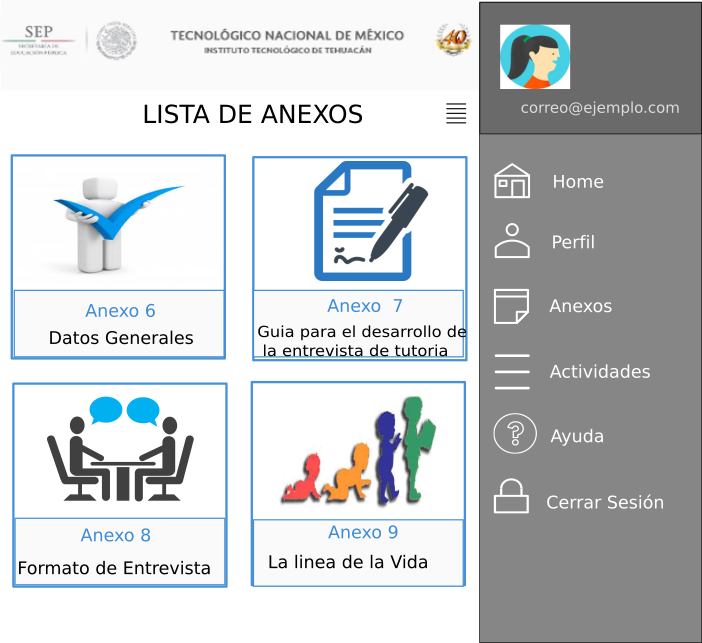 SEP
SECRETARÍA DE
EDUCACIÓN PÚBLICA
TECNOLÓGICO NACIONAL DE MÉXICO
INSTITUTO TECNOLÓGICO DE TEHUACÁN
40
LISTA DE ANEXOS
Anexo 6
Datos Generales
Anexo 7
Guia para el desarrollo de
la entrevista de tutoria
Anexo 8
Formato de Entrevista
Anexo 9
La linea de la Vida
correo@ejemplo.com
Home
Perfil
Anexos
Actividades
?
Ayuda
Cerrar Sesión